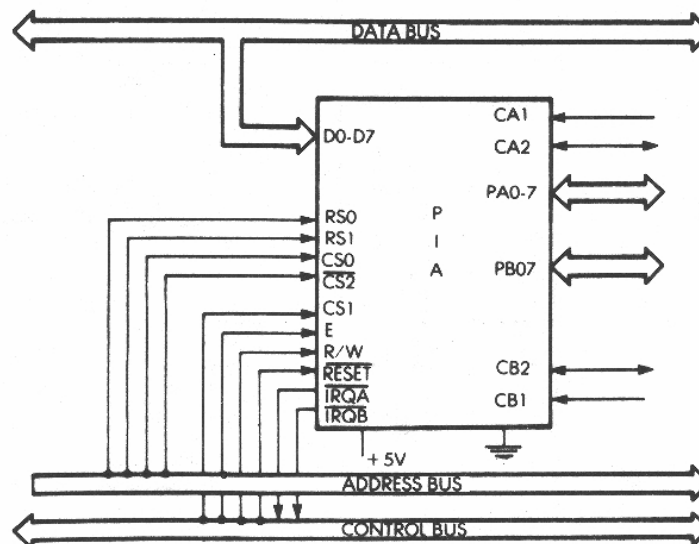 DATA BUS
D0-D7
CA1
CA2
PA0-7
RS0
RS1
CS0
CS2
P
I
A
PB07
CS1
E
R/W
RESET
IRQA
IRQB
CB2
CB1
+ 5V
ADDRESS BUS
CONTROL BUS